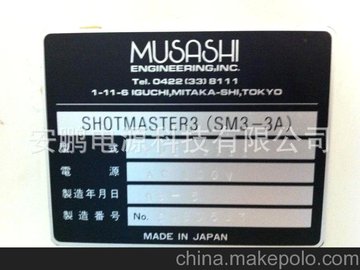 MUSASHI
ENGINEERING,INC.
Tel. 0422(33)8111
1-11-6 IGUCHI,MITAKA-SHI,TOKYO
SHOTMASTER3 (SM3-3A)
安鹏电源科技有限公司
型
電源
製造年月日
製造番号 No.
MADE IN JAPAN
china.makepolo.com